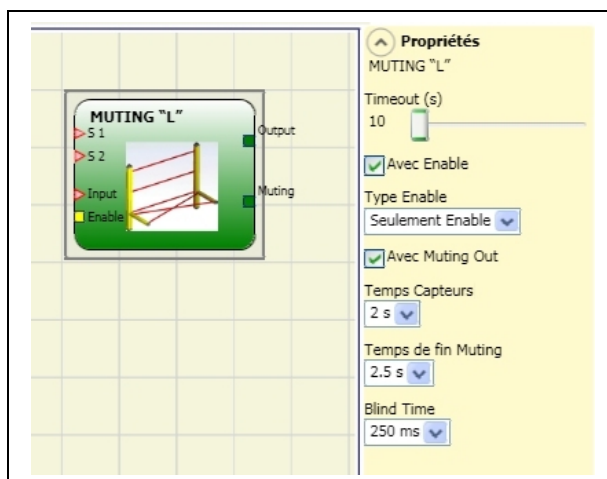 MUTING “L”
S 1
S 2
Input
Enable
Output
Muting
Propriétés
MUTING “L”
Timeout (s)
10
Avec Enable
Type Enable
Seulement Enable
Avec Muting Out
Temps Capteurs
2 s
Temps de fin Muting
2.5 s
Blind Time
250 ms